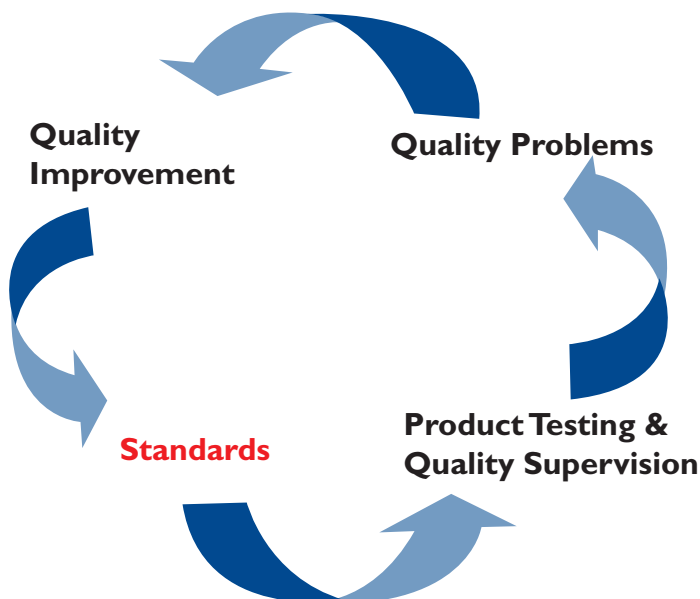 Quality
Improvement
Quality Problems
Standards
Product Testing &
Quality Supervision